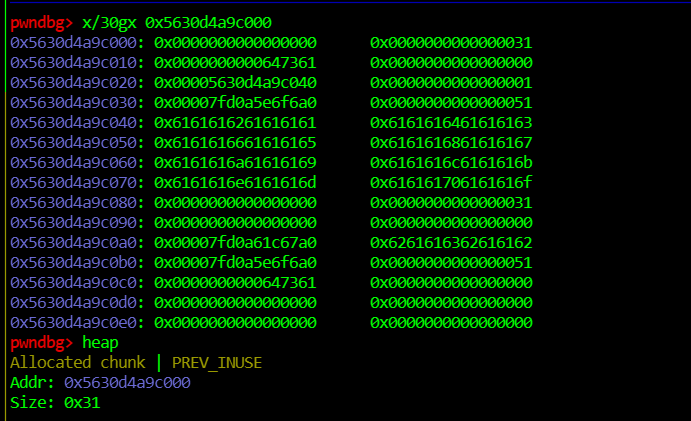 pwndbg> x/30gx 0x5630d4a9c000
0x5630d4a9c000: 0x0000000000000000 0x0000000000000031
0x5630d4a9c010: 0x0000000000647361 0x0000000000000000
0x5630d4a9c020: 0x00005630d4a9c040 0x0000000000000001
0x5630d4a9c030: 0x00007fd0a5e6f6a0 0x0000000000000051
0x5630d4a9c040: 0x6161616261616161 0x6161616461616163
0x5630d4a9c050: 0x6161616661616165 0x6161616861616167
0x5630d4a9c060: 0x6161616a61616169 0x6161616c6161616b
0x5630d4a9c070: 0x6161616e6161616d 0x616161706161616f
0x5630d4a9c080: 0x0000000000000000 0x0000000000000031
0x5630d4a9c090: 0x0000000000000000 0x0000000000000000
0x5630d4a9c0a0: 0x00007fd0a61c67a0 0x6261616362616162
0x5630d4a9c0b0: 0x00007fd0a5e6f6a0 0x0000000000000051
0x5630d4a9c0c0: 0x0000000000647361 0x0000000000000000
0x5630d4a9c0d0: 0x0000000000000000 0x0000000000000000
0x5630d4a9c0e0: 0x0000000000000000 0x0000000000000000
pwndbg> heap
Allocated chunk | PREV_INUSE
Addr: 0x5630d4a9c000
Size: 0x31